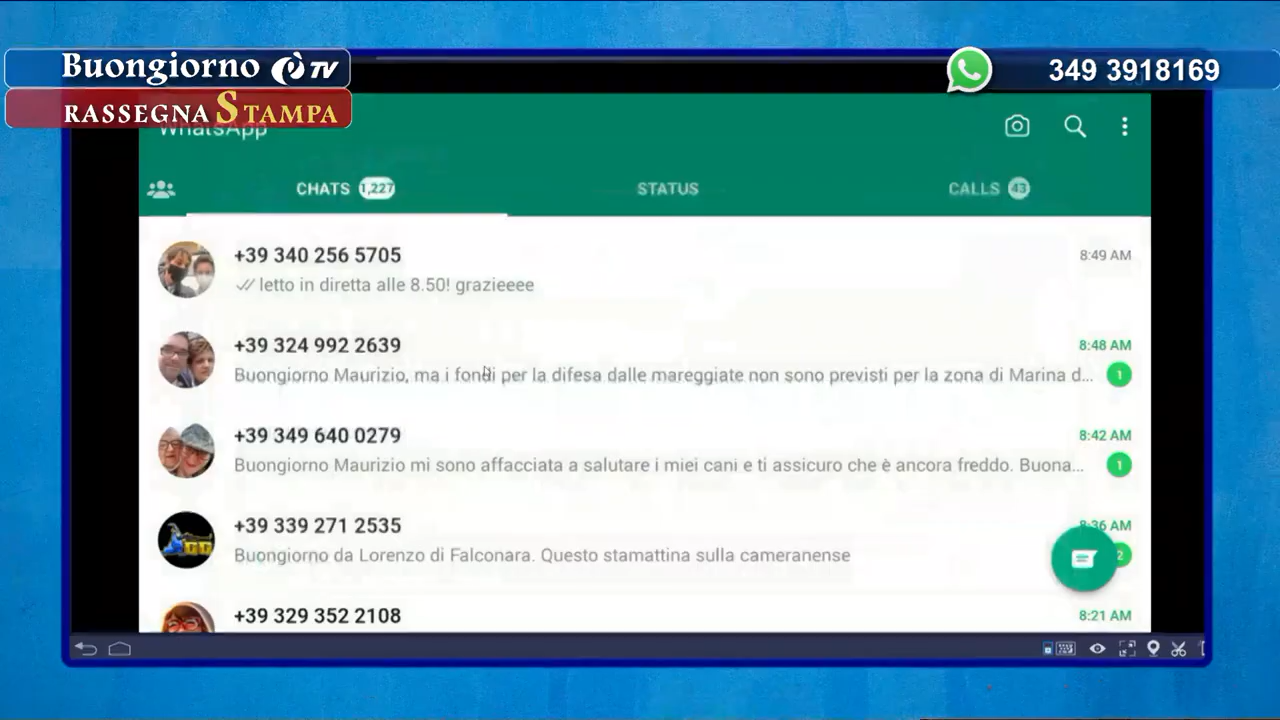 Buongiorno è TV
349 3918169
RASSEGNA STAMPA
WhatsApp
CHATS 1,227
STATUS
CALLS 43
+39 340 256 5705
8:49 AM
letto in diretta alle 8.50! grazieeee
+39 324 992 2639
8:48 AM
Buongiorno Maurizio, ma i fondi per la difesa dalle mareggiate non sono previsti per la zona di Marina d...
1
+39 349 640 0279
8:42 AM
Buongiorno Maurizio mi sono affacciata a salutare i miei cani e ti assicuro che è ancora freddo. Buona...
1
+39 339 271 2535
8:36 AM
Buongiorno da Lorenzo di Falconara. Questo stamattina sulla cameranense
2
+39 329 352 2108
8:21 AM